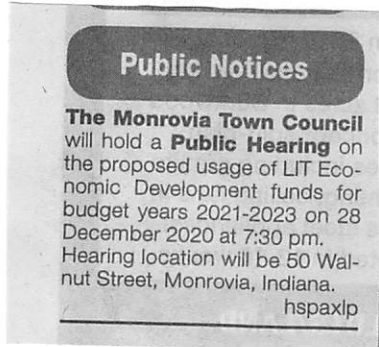 Public Notices
The Monrovia Town Council
will hold a Public Hearing on
the proposed usage of LIT Eco-
nomic Development funds for
budget years 2021-2023 on 28
December 2020 at 7:30 pm.
Hearing location will be 50 Wal-
nut Street, Monrovia, Indiana.
hspaxlp